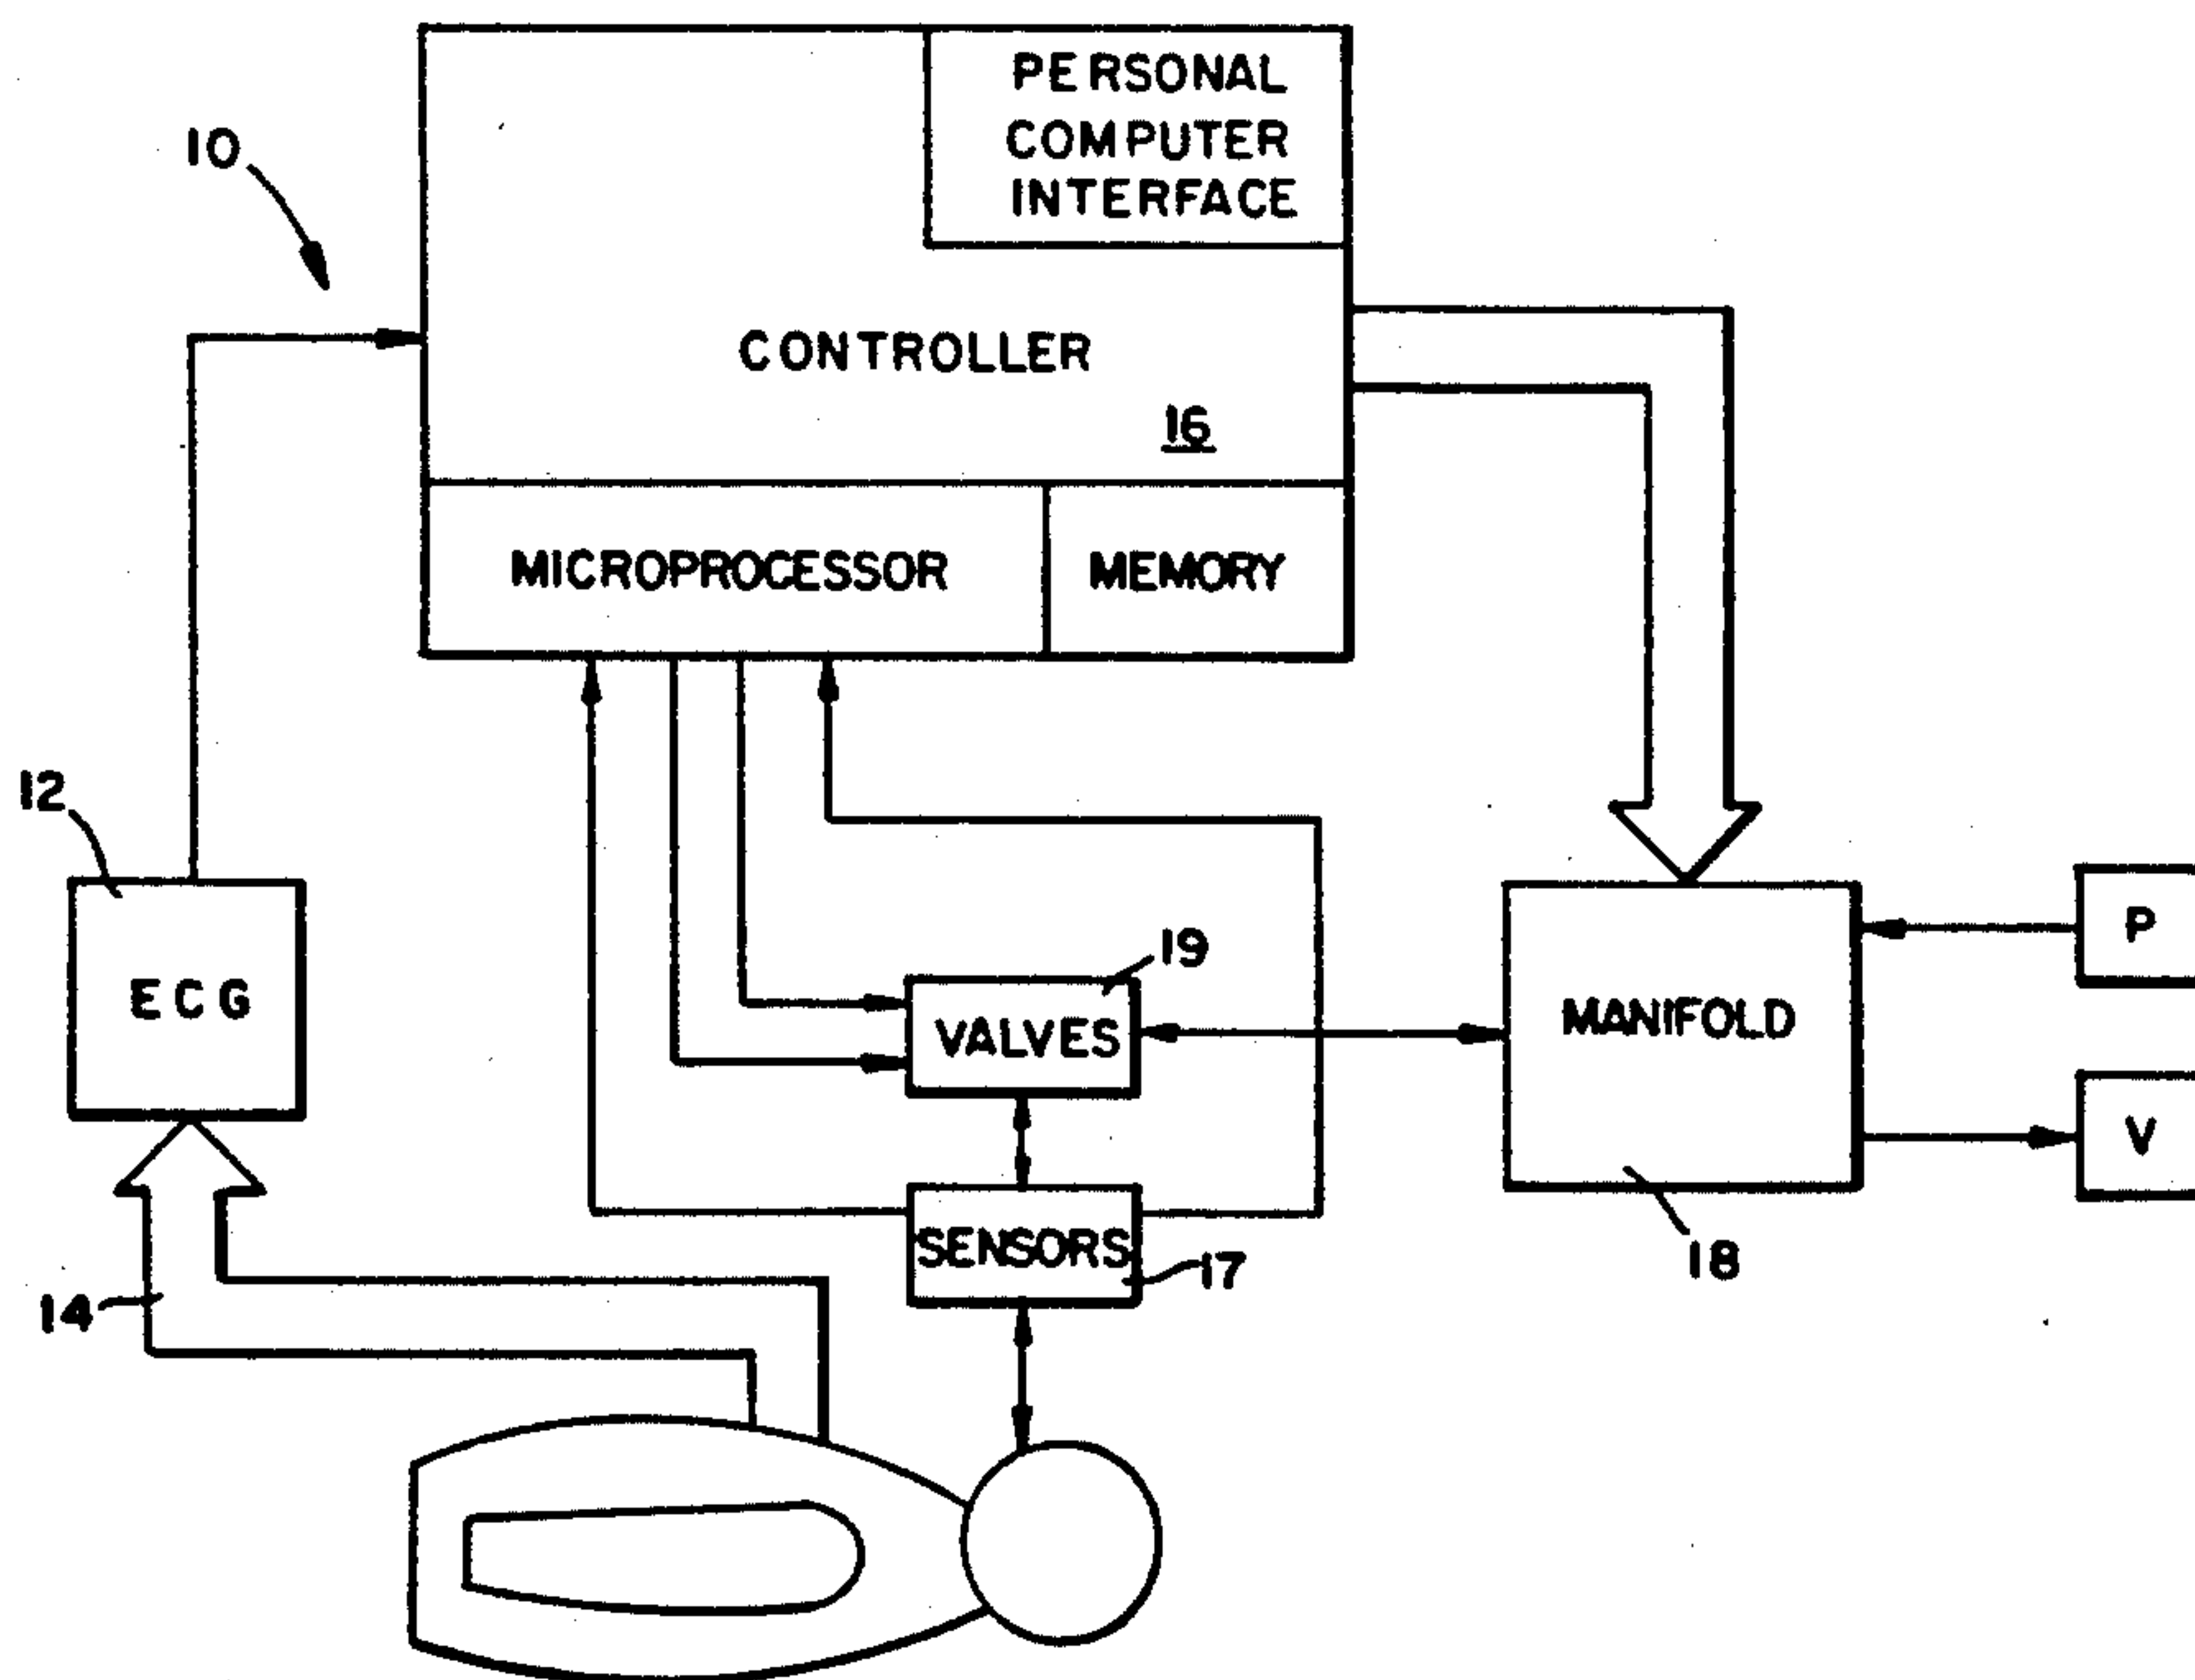 PERSONAL
COMPUTER
INTERFACE
10
CONTROLLER
16
MICROPROCESSOR
MEMORY
12
ECG
19
VALVES
MANIFOLD
P
V
SENSORS
17
18
14